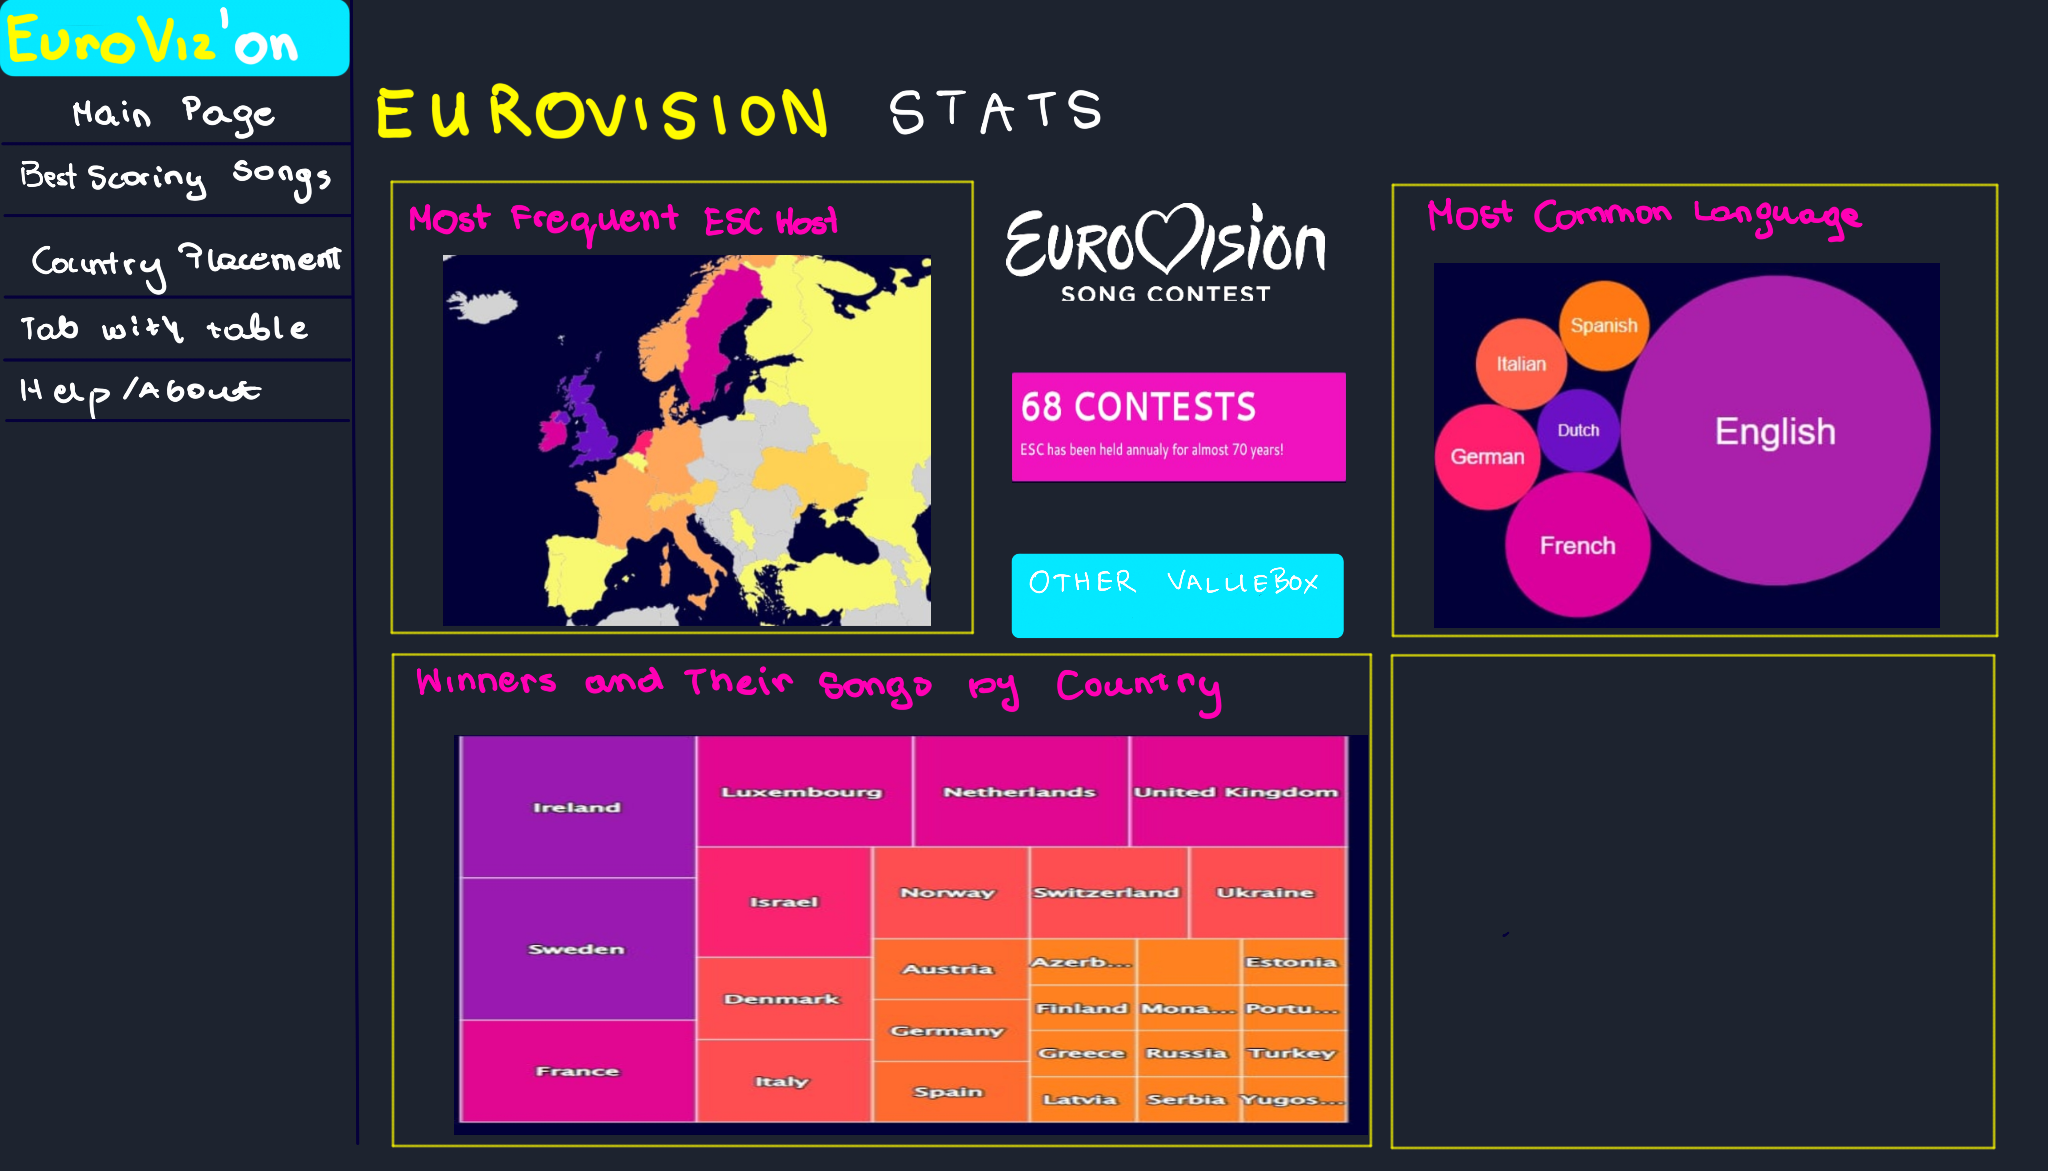 EuroViz'on
Main Page
Best Scoring Songs
Country Placement
Tab with table
Help/About
EUROVISION STATS
Most Frequent ESC Host
EUROVISION
SONG CONTEST
68 CONTESTS
ESC has been held annualy for almost 70 years!
OTHER VALUEBOX
Most Common Language
Spanish
Italian
Dutch
English
German
French
Winners and Their Songs by Country
Ireland
Sweden
France
Luxembourg
Netherlands
United Kingdom
Israel
Denmark
Italy
Norway
Switzerland
Ukraine
Austria
Germany
Spain
Azerb...
Estonia
Finland
Mona...
Portu...
Greece
Russia
Turkey
Latvia
Serbia
Yugos...